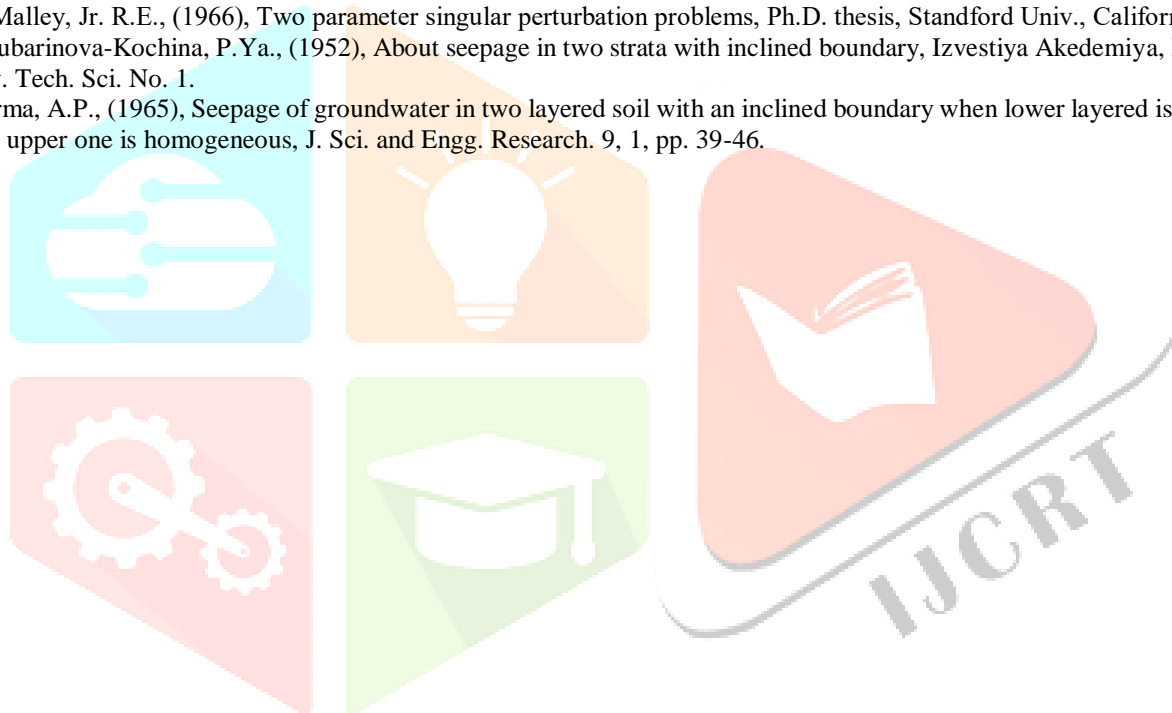 Malley, Jr. R.E., (1966), Two parameter singular perturbation problems, Ph.D. thesis, Standford Univ., Califor
ubarinova-Kochina, P.Ya., (1952), About seepage in two strata with inclined boundary, Izvestiya Akedemiya,
. Tech. Sci. No. 1.
rma, A.P., (1965), Seepage of groundwater in two layered soil with an inclined boundary when lower layered is
upper one is homogeneous, J. Sci. and Engg. Research. 9, 1, pp. 39-46.
IJCRT